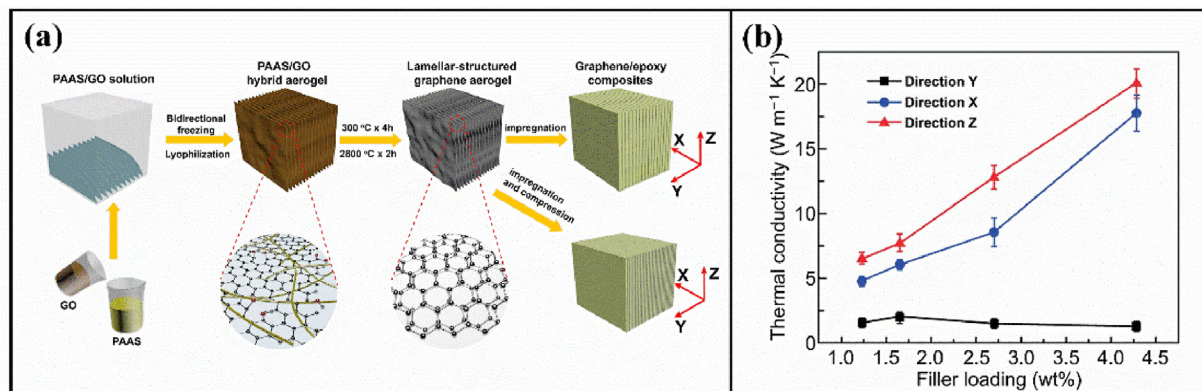 (a)
PAAS/GO solution
PAAS/GO
hybrid aerogel
Lamellar-structured
graphene aerogel
Graphene/epoxy
composites
Bidirectional
freezing
Lyophilization
300 °C x 4h
2800 °C x 2h
impregnation
impregnation
and compression
X
Z
Y
X
Z
Y
GO
PAAS
(b)
Thermal conductivity (W m⁻¹ K⁻¹)
20
15
10
5
0
Direction Y
Direction X
Direction Z
1.0 1.5 2.0 2.5 3.0 3.5 4.0 4.5
Filler loading (wt%)